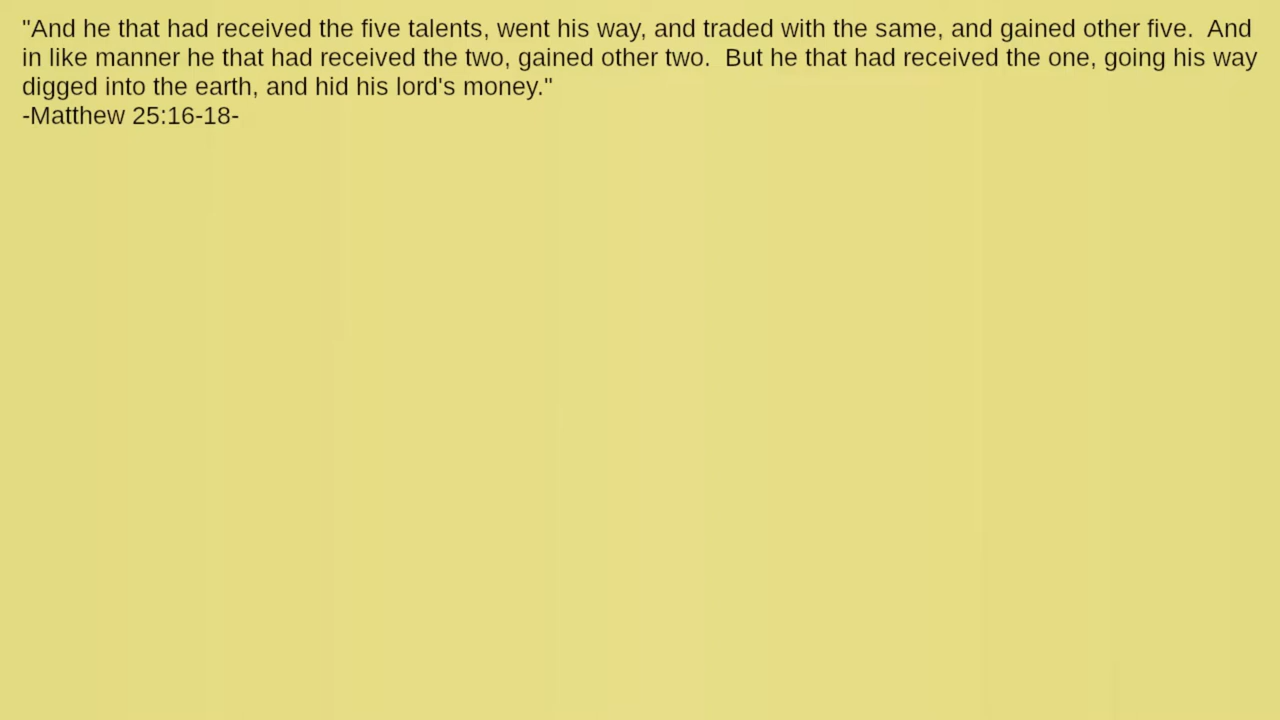 "And he that had received the five talents, went his way, and traded with the same, and gained other five.  And
in like manner he that had received the two, gained other two.  But he that had received the one, going his way
digged into the earth, and hid his lord's money."
-Matthew 25:16-18-